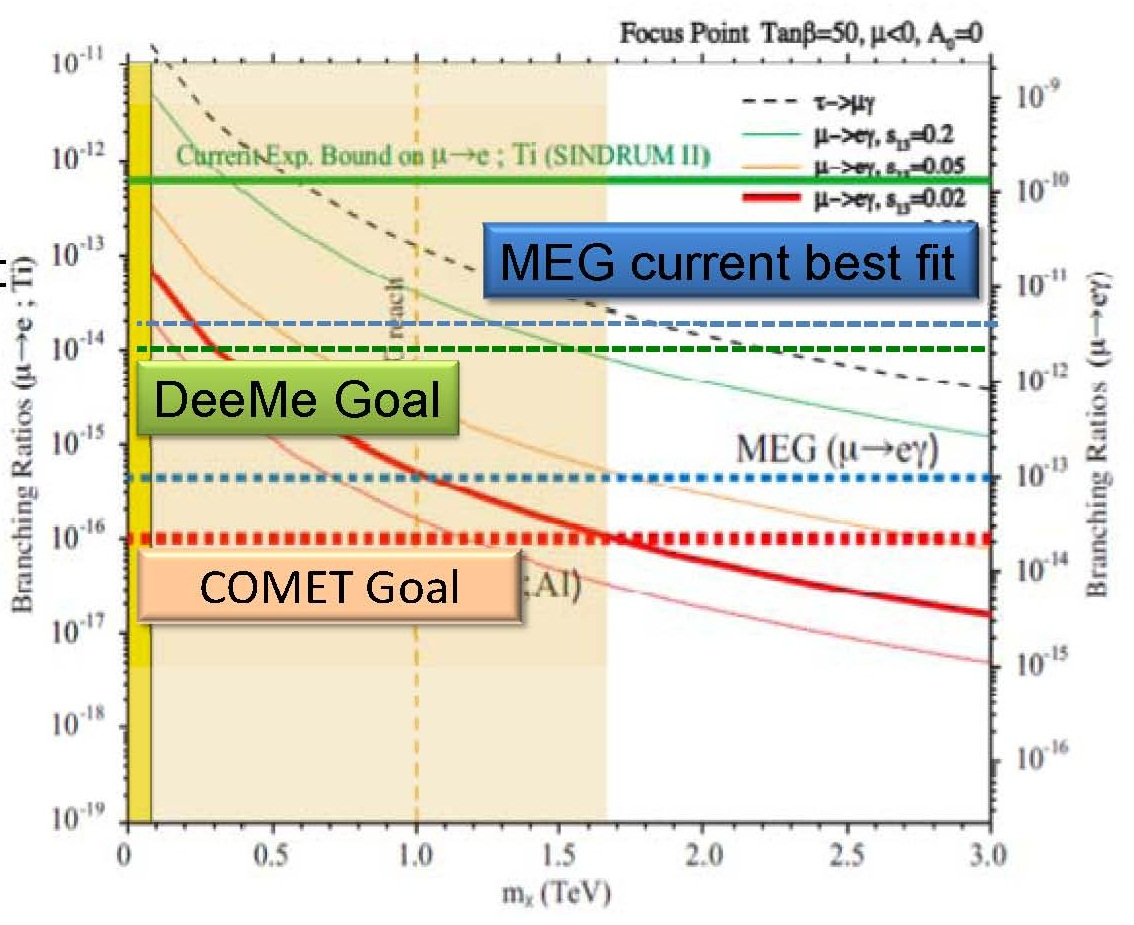 Focus Point Tanβ=50, μ<0, A₀=0
τ->μγ
μ->eγ, s₁₃=0.2
μ->eγ, s₁₃=0.05
μ->eγ, s₁₃=0.02
Current Exp. Bound on μ→e ; Ti (SINDRUM II)
MEG current best fit
reach
DeeMe Goal
MEG (μ→eγ)
COMET Goal
:Al)
Branching Ratios (μ→e ; Ti)
10⁻¹¹
10⁻¹²
10⁻¹³
10⁻¹⁴
10⁻¹⁵
10⁻¹⁶
10⁻¹⁷
10⁻¹⁸
10⁻¹⁹
Branching Ratios (μ→eγ)
10⁻⁹
10⁻¹⁰
10⁻¹¹
10⁻¹²
10⁻¹³
10⁻¹⁴
10⁻¹⁵
10⁻¹⁶
0 0.5 1.0 1.5 2.0 2.5 3.0
mᵪ (TeV)